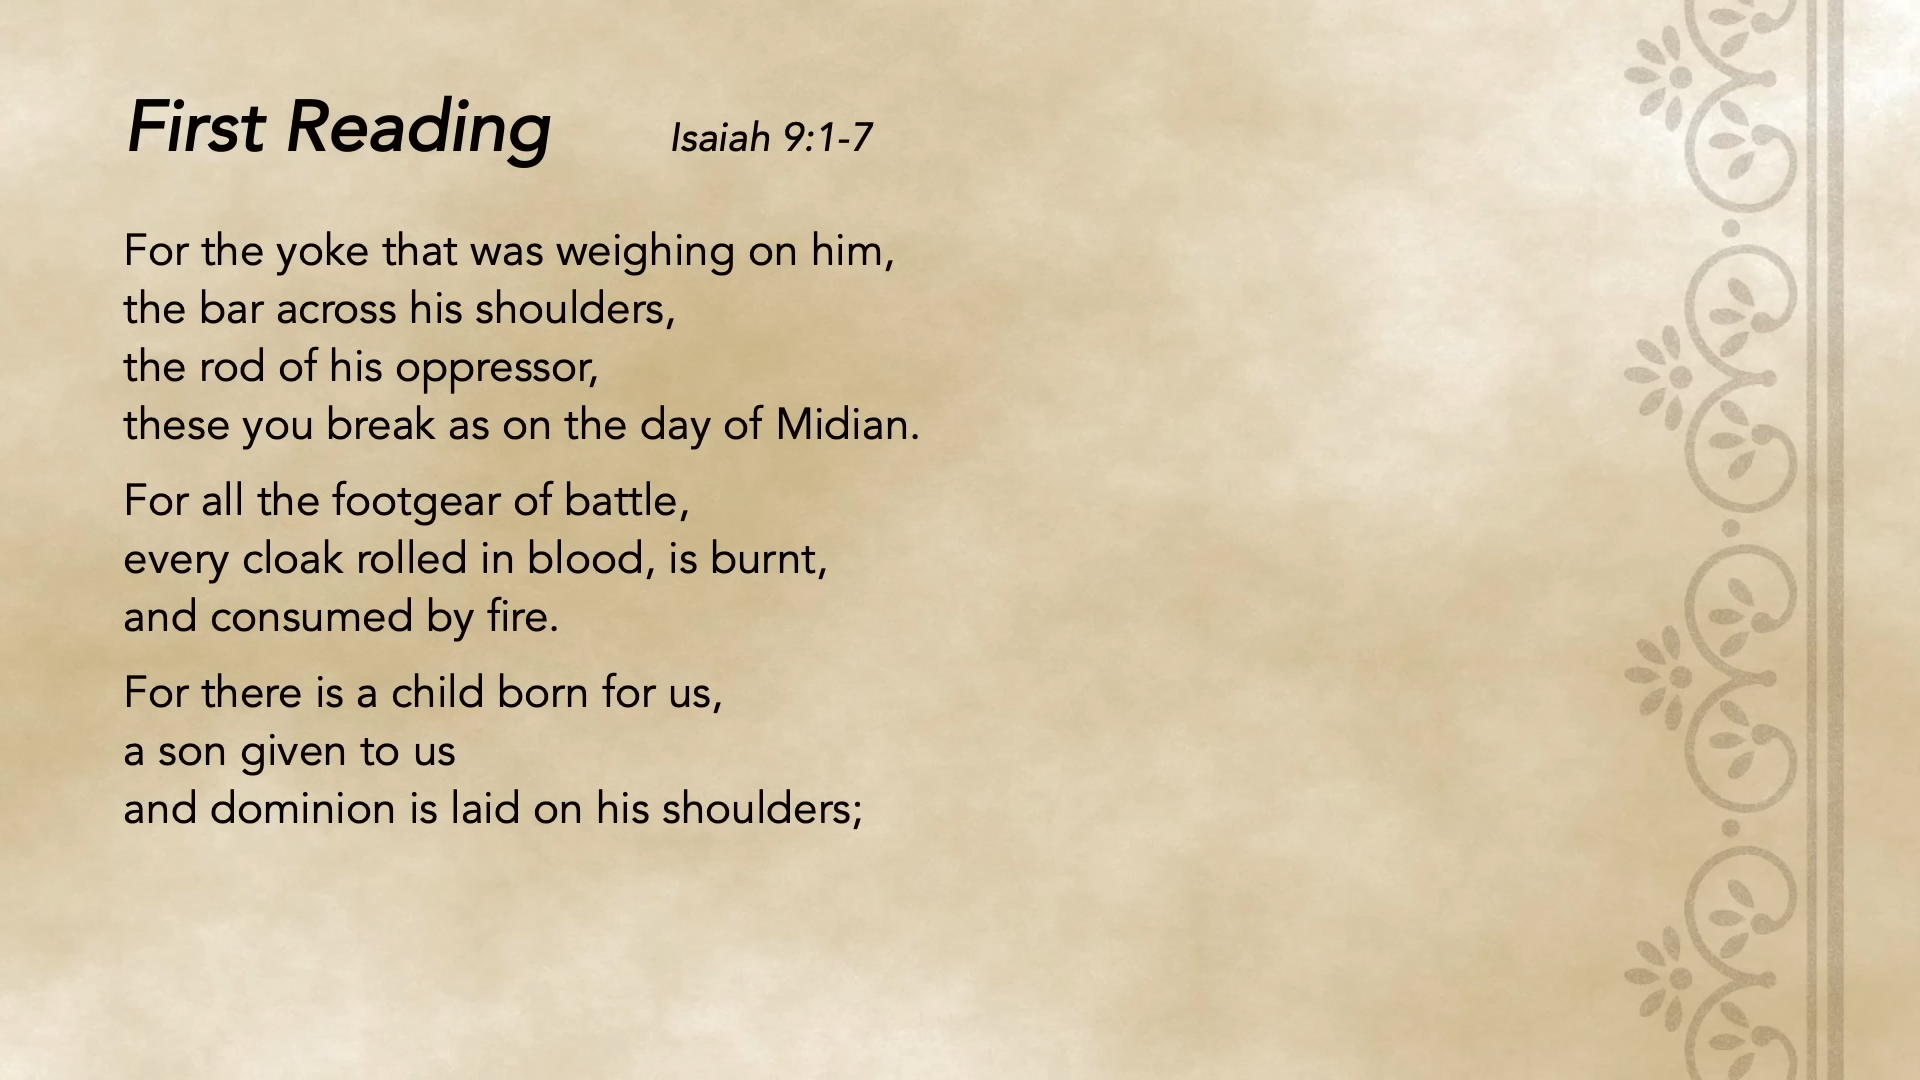 First Reading Isaiah 9:1-7
For the yoke that was weighing on him,
the bar across his shoulders,
the rod of his oppressor,
these you break as on the day of Midian.
For all the footgear of battle,
every cloak rolled in blood, is burnt,
and consumed by fire.
For there is a child born for us,
a son given to us
and dominion is laid on his shoulders;